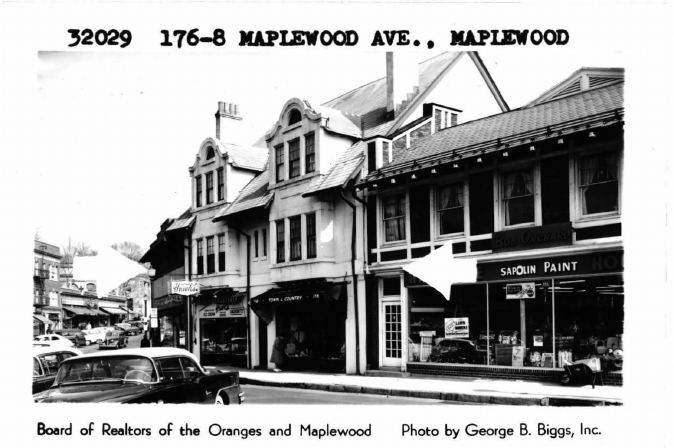 32029 176-8 MAPLEWOOD AVE., MAPLEWOOD
TOWN & COUNTRY
SAPOLIN PAINT
Board of Realtors of the Oranges and Maplewood Photo by George B. Biggs, Inc.